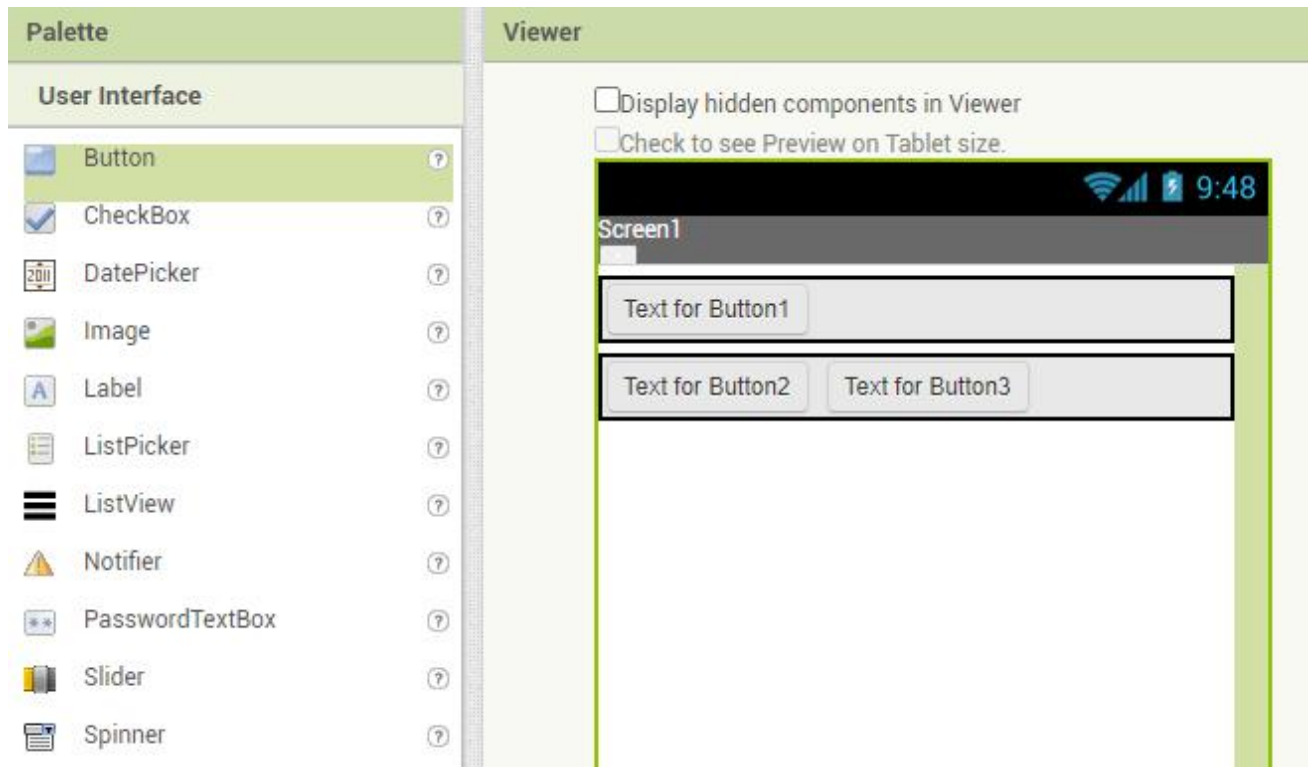 Palette
User Interface
Button ?
CheckBox ?
DatePicker ?
Image ?
Label ?
ListPicker ?
ListView ?
Notifier ?
PasswordTextBox ?
Slider ?
Spinner ?
Viewer
Display hidden components in Viewer
Check to see Preview on Tablet size.
9:48
Screen1
Text for Button1
Text for Button2 Text for Button3